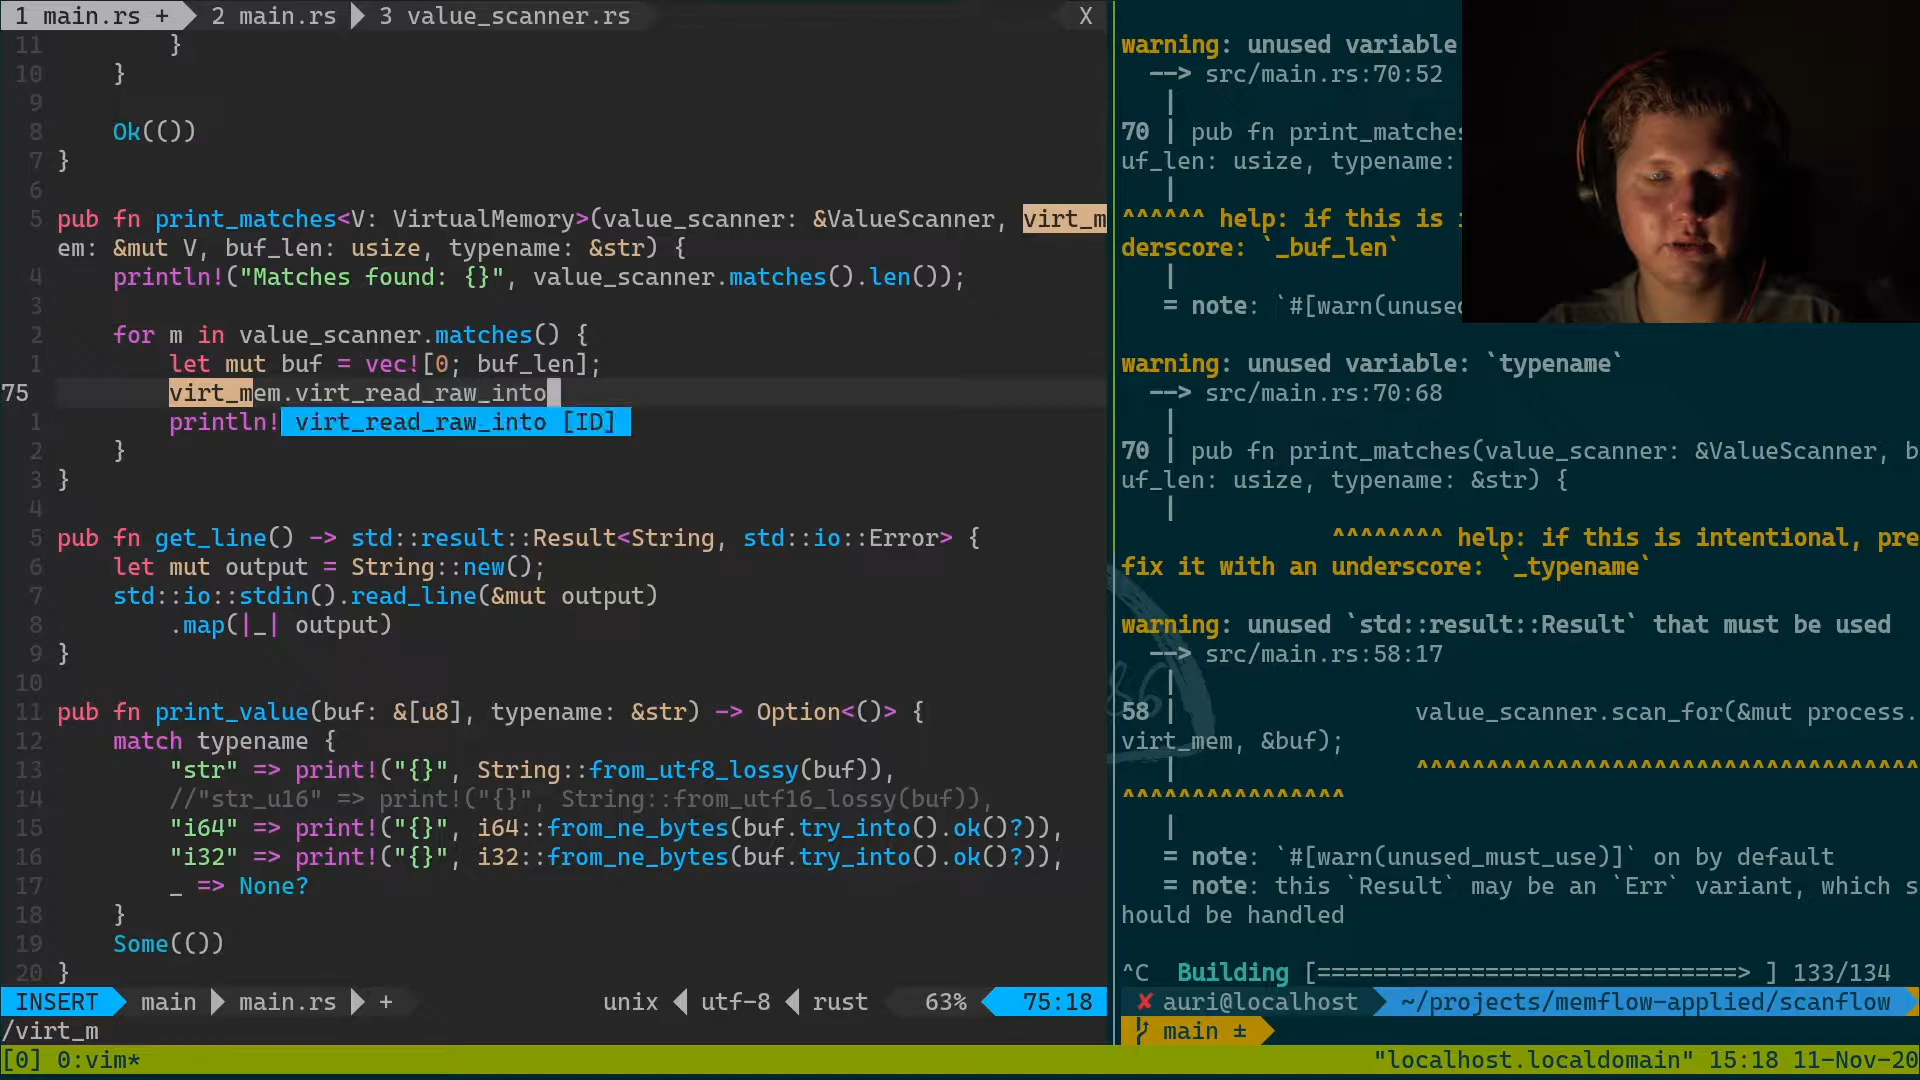 1 main.rs + 2 main.rs 3 value_scanner.rs X
11 }
10 }
9
8 Ok(())
7 }
6
5 pub fn print_matches<V: VirtualMemory>(value_scanner: &ValueScanner, virt_m
em: &mut V, buf_len: usize, typename: &str) {
4 println!("Matches found: {}", value_scanner.matches().len());
3
2 for m in value_scanner.matches() {
1 let mut buf = vec![0; buf_len];
75 virt_mem.virt_read_raw_into
1 println! virt_read_raw_into [ID]
2 }
3 }
4
5 pub fn get_line() -> std::result::Result<String, std::io::Error> {
6 let mut output = String::new();
7 std::io::stdin().read_line(&mut output)
8 .map(|_| output)
9 }
10
11 pub fn print_value(buf: &[u8], typename: &str) -> Option<()> {
12 match typename {
13 "str" => print!("{}", String::from_utf8_lossy(buf)),
14 //"str_u16" => print!("{}", String::from_utf16_lossy(buf)),
15 "i64" => print!("{}", i64::from_ne_bytes(buf.try_into().ok()?)),
16 "i32" => print!("{}", i32::from_ne_bytes(buf.try_into().ok()?)),
17 _ => None?
18 }
19 Some(())
20 }
INSERT main main.rs + unix utf-8 rust 63% 75:18
/virt_m
warning: unused variable
--> src/main.rs:70:52
|
70 | pub fn print_matches
uf_len: usize, typename:
|
^^^^^^ help: if this is i
derscore: `_buf_len`
|
= note: `#[warn(unused
warning: unused variable: `typename`
--> src/main.rs:70:68
|
70 | pub fn print_matches(value_scanner: &ValueScanner, b
uf_len: usize, typename: &str) {
|
^^^^^^^^ help: if this is intentional, pre
fix it with an underscore: `_typename`
warning: unused `std::result::Result` that must be used
--> src/main.rs:58:17
|
58 | value_scanner.scan_for(&mut process.
virt_mem, &buf);
| ^^^^^^^^^^^^^^^^^^^^^^^^^^^^^^^^^^^^
^^^^^^^^^^^^^^^^
|
= note: `#[warn(unused_must_use)]` on by default
= note: this `Result` may be an `Err` variant, which s
hould be handled
^C Building [==============================> ] 133/134
✘ auri@localhost ~/projects/memflow-applied/scanflow
main ±
[0] 0:vim* "localhost.localdomain" 15:18 11-Nov-20